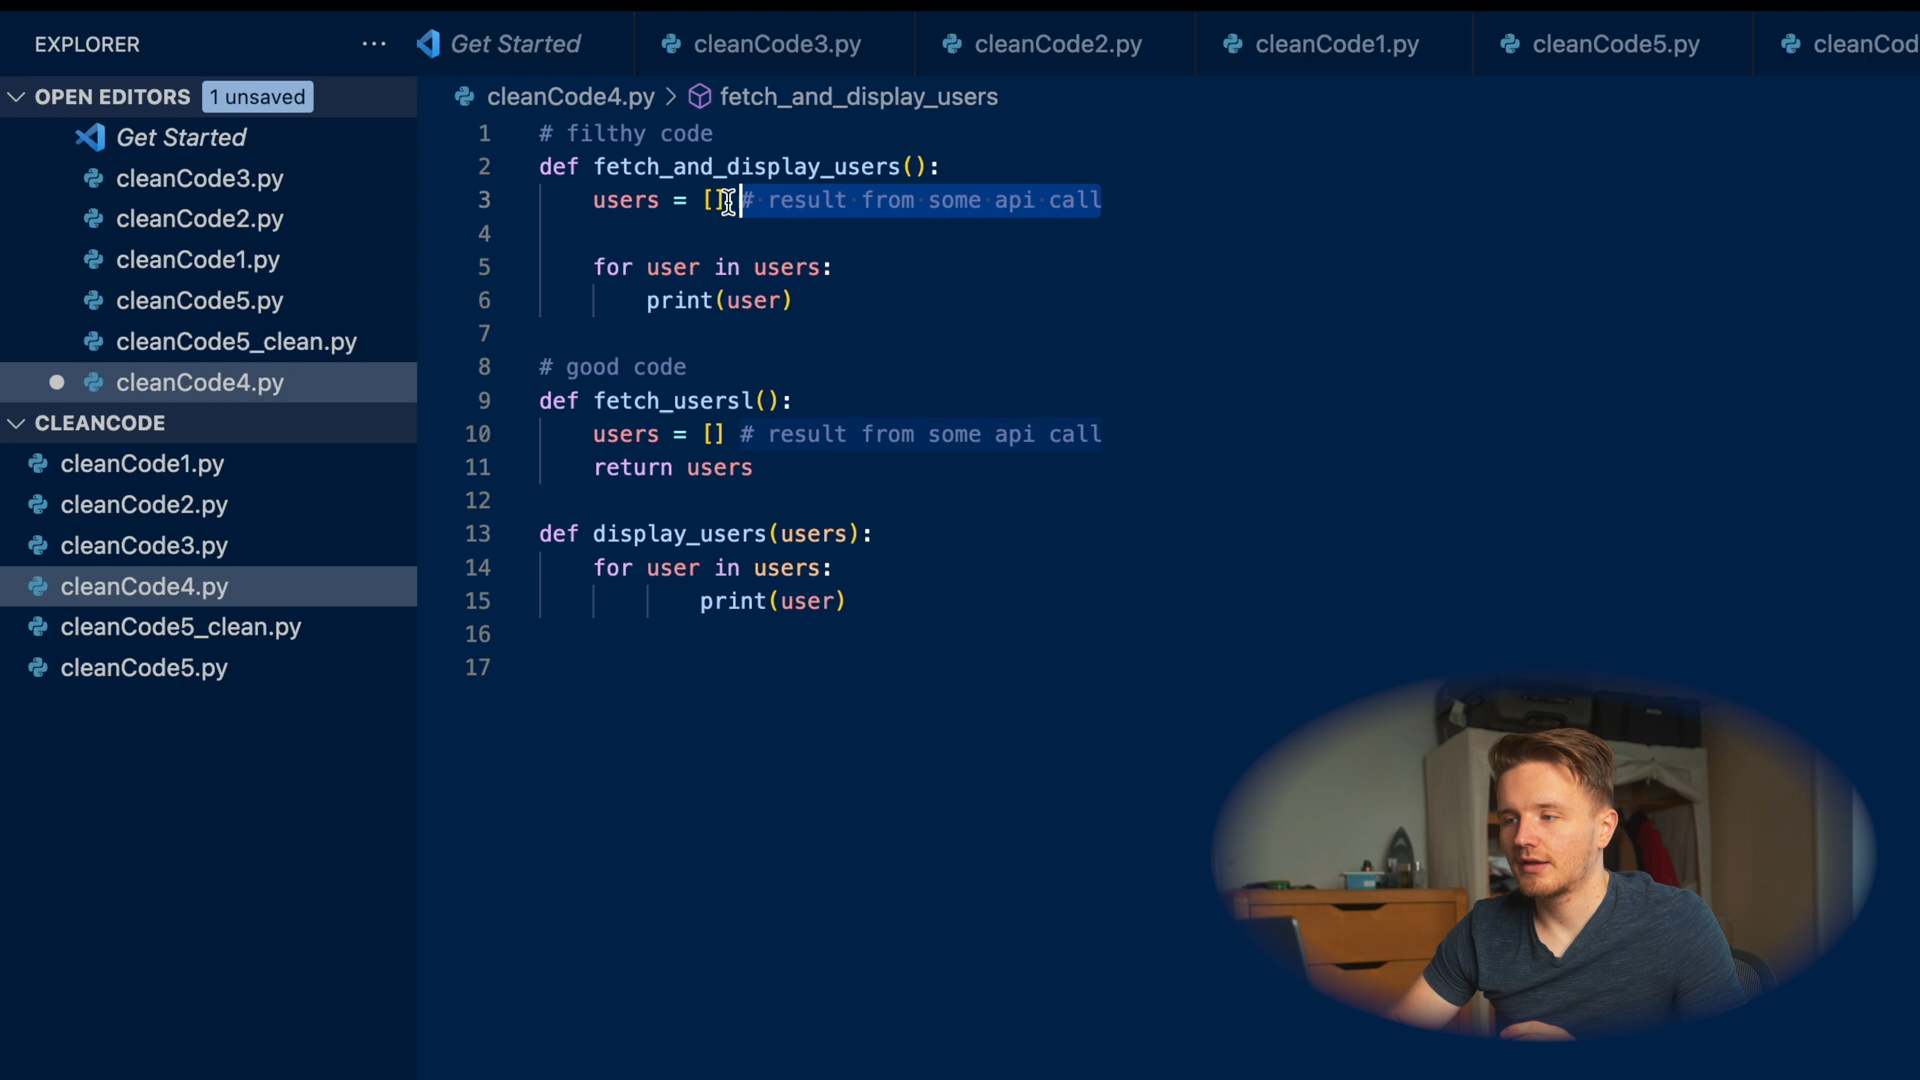 EXPLORER
...
Get Started
cleanCode3.py
cleanCode2.py
cleanCode1.py
cleanCode5.py
cleanCod
OPEN EDITORS 1 unsaved
Get Started
cleanCode3.py
cleanCode2.py
cleanCode1.py
cleanCode5.py
cleanCode5_clean.py
cleanCode4.py
CLEANCODE
cleanCode1.py
cleanCode2.py
cleanCode3.py
cleanCode4.py
cleanCode5_clean.py
cleanCode5.py
cleanCode4.py > fetch_and_display_users
1 # filthy code
2 def fetch_and_display_users():
3 users = [] # result from some api call
4
5 for user in users:
6 print(user)
7
8 # good code
9 def fetch_usersl():
10 users = [] # result from some api call
11 return users
12
13 def display_users(users):
14 for user in users:
15 print(user)
16
17